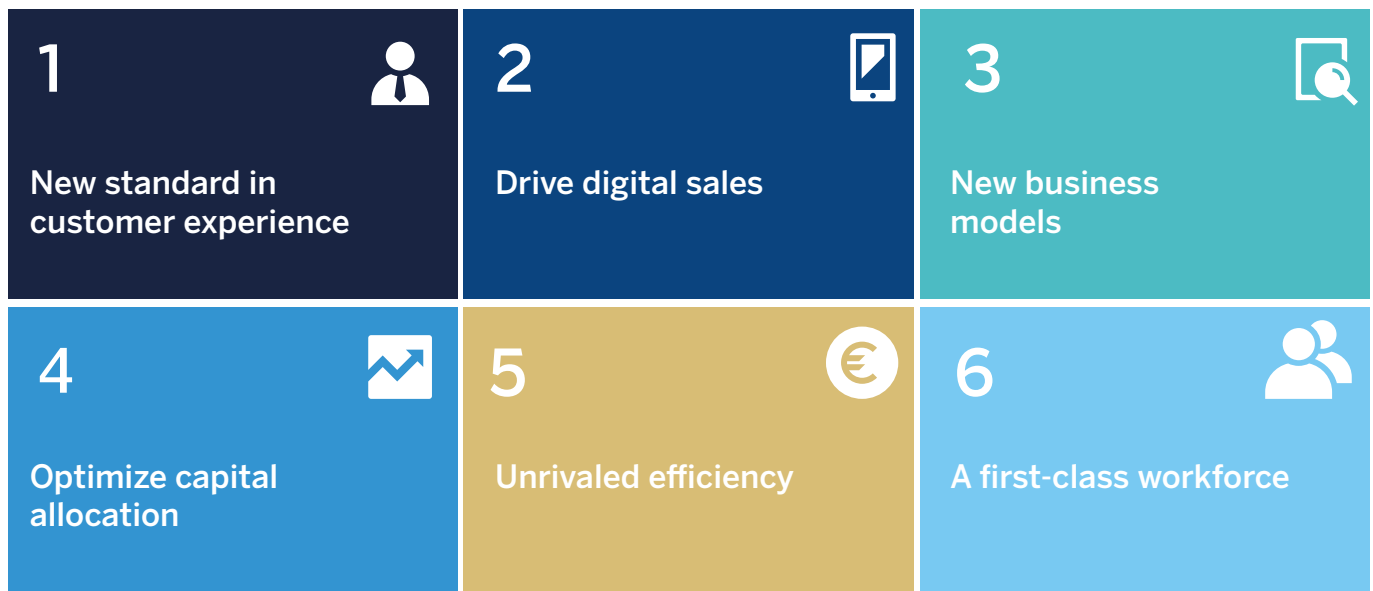 1
New standard in
customer experience
2
Drive digital sales
3
New business
models
4
Optimize capital
allocation
5
€
Unrivaled efficiency
6
A first-class workforce